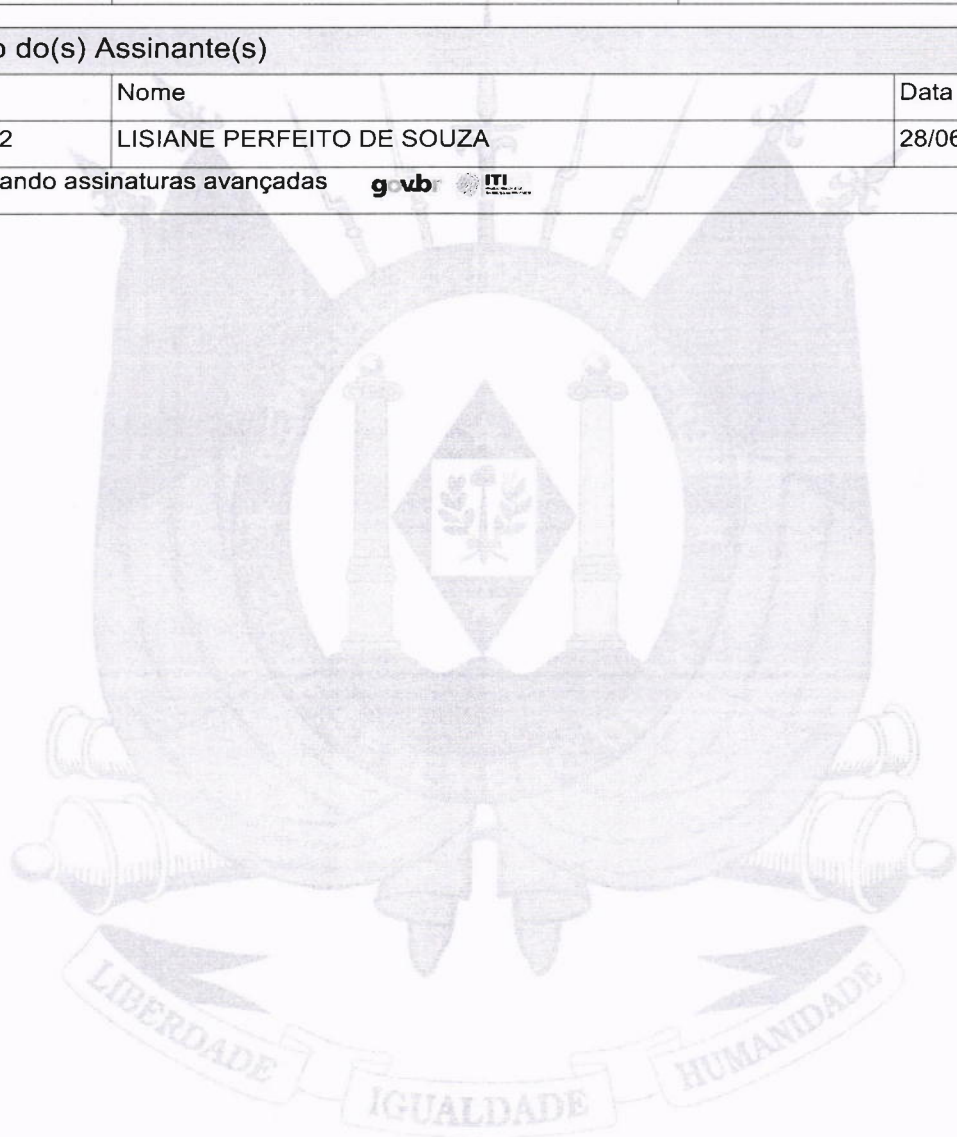 o do(s) Assinante(s)
Nome Data
2 LISIANE PERFEITO DE SOUZA 28/06
ando assinaturas avançadas gov.br ITI
LIBERDADE IGUALDADE HUMANIDADE